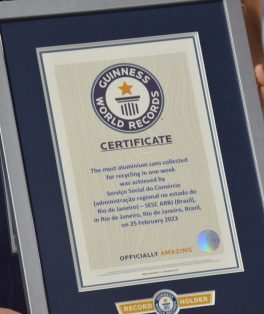 GUINNESS
WORLD RECORDS
CERTIFICATE
The most aluminium cans collected
for recycling in one week
was achieved by
Serviço Social do Comércio
(administração regional no estado do
Rio de Janeiro) – SESC ARRJ (Brazil),
in Rio de Janeiro, Rio de Janeiro, Brazil,
on 25 February 2023
OFFICIALLY AMAZING
RECORD HOLDER